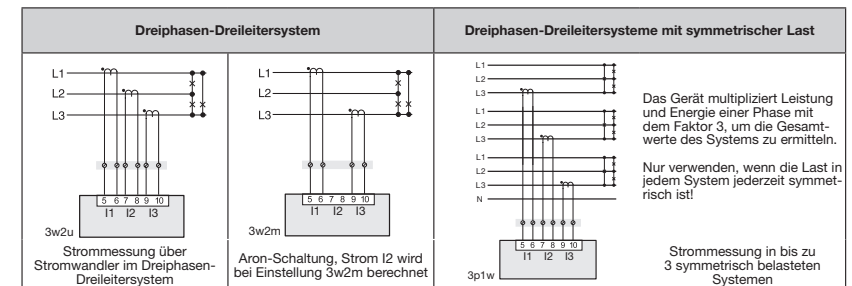 Dreiphasen-Dreileitersystem
Dreiphasen-Dreileitersysteme mit symmetrischer Last
L1
L2
L3
5 6 7 8 9 10
I1 I2 I3
3w2u
Strommessung über
Stromwandler im Dreiphasen-
Dreileitersystem
L1
L2
L3
5 6 7 8 9 10
I1 I2 I3
3w2m
Aron-Schaltung, Strom I2 wird
bei Einstellung 3w2m berechnet
L1
L2
L3
L1
L2
L3
L1
L2
L3
N
5 6 7 8 9 10
I1 I2 I3
3p1w
Das Gerät multipliziert Leistung
und Energie einer Phase mit
dem Faktor 3, um die Gesamt-
werte des Systems zu ermitteln.
Nur verwenden, wenn die Last in
jedem System jederzeit symmet-
risch ist!
Strommessung in bis zu
3 symmetrisch belasteten
Systemen